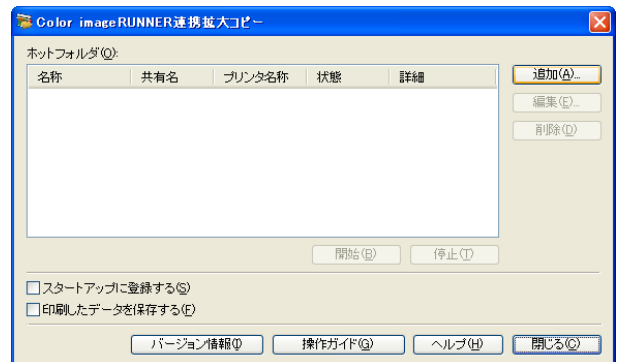 Color imageRUNNER連携拡大コピー
ホットフォルダ(O):
名称 共有名 プリンタ名称 状態 詳細
追加(A)...
編集(E)...
削除(D)
開始(B) 停止(T)
スタートアップに登録する(S)
印刷したデータを保存する(F)
バージョン情報(I) 操作ガイド(G) ヘルプ(H) 閉じる(C)